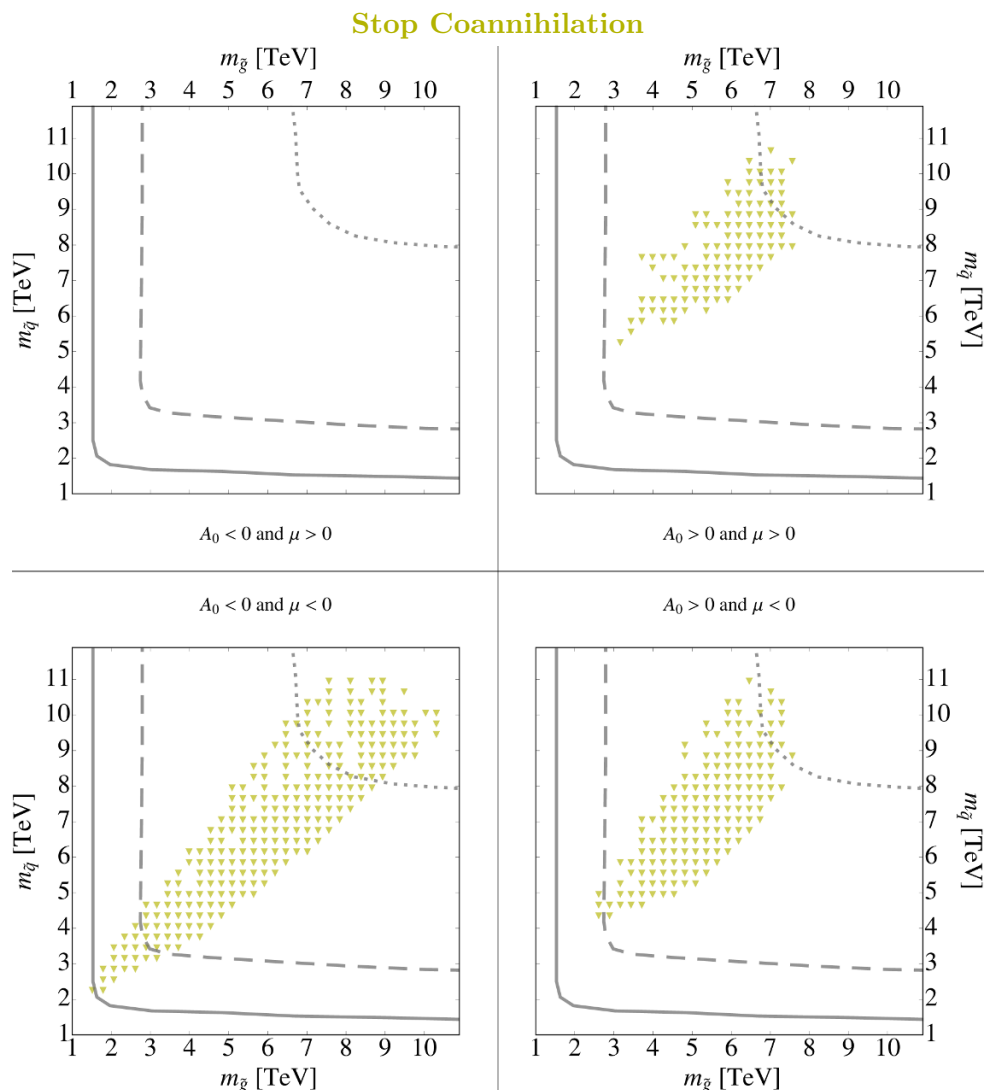 Stop Coannihilation
m_g̃ [TeV] m_g̃ [TeV]
1 2 3 4 5 6 7 8 9 10 1 2 3 4 5 6 7 8 9 10
11 11
10 10
9 9
8 8
7 7
6 6
5 5
4 4
3 3
2 2
1 1
m_q̃ [TeV] m_q̃ [TeV]
A₀ < 0 and μ > 0 A₀ > 0 and μ > 0
A₀ < 0 and μ < 0 A₀ > 0 and μ < 0
11 11
10 10
9 9
8 8
7 7
6 6
5 5
4 4
3 3
2 2
1 1
m_q̃ [TeV] m_q̃ [TeV]
1 2 3 4 5 6 7 8 9 10 1 2 3 4 5 6 7 8 9 10
m_g̃ [TeV] m_g̃ [TeV]